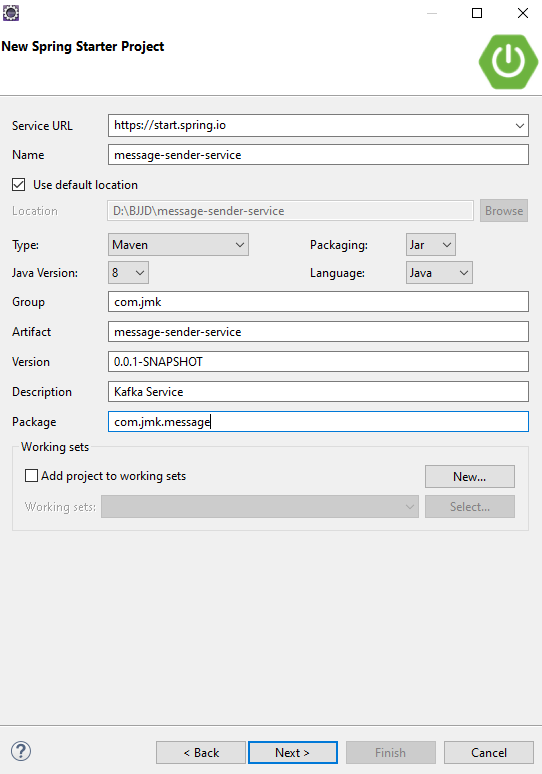 New Spring Starter Project
Service URL https://start.spring.io
Name message-sender-service
Use default location
Location D:\BJJD\message-sender-service Browse
Type: Maven Packaging: Jar
Java Version: 8 Language: Java
Group com.jmk
Artifact message-sender-service
Version 0.0.1-SNAPSHOT
Description Kafka Service
Package com.jmk.message
Working sets
Add project to working sets New...
Working sets: Select...
? < Back Next > Finish Cancel